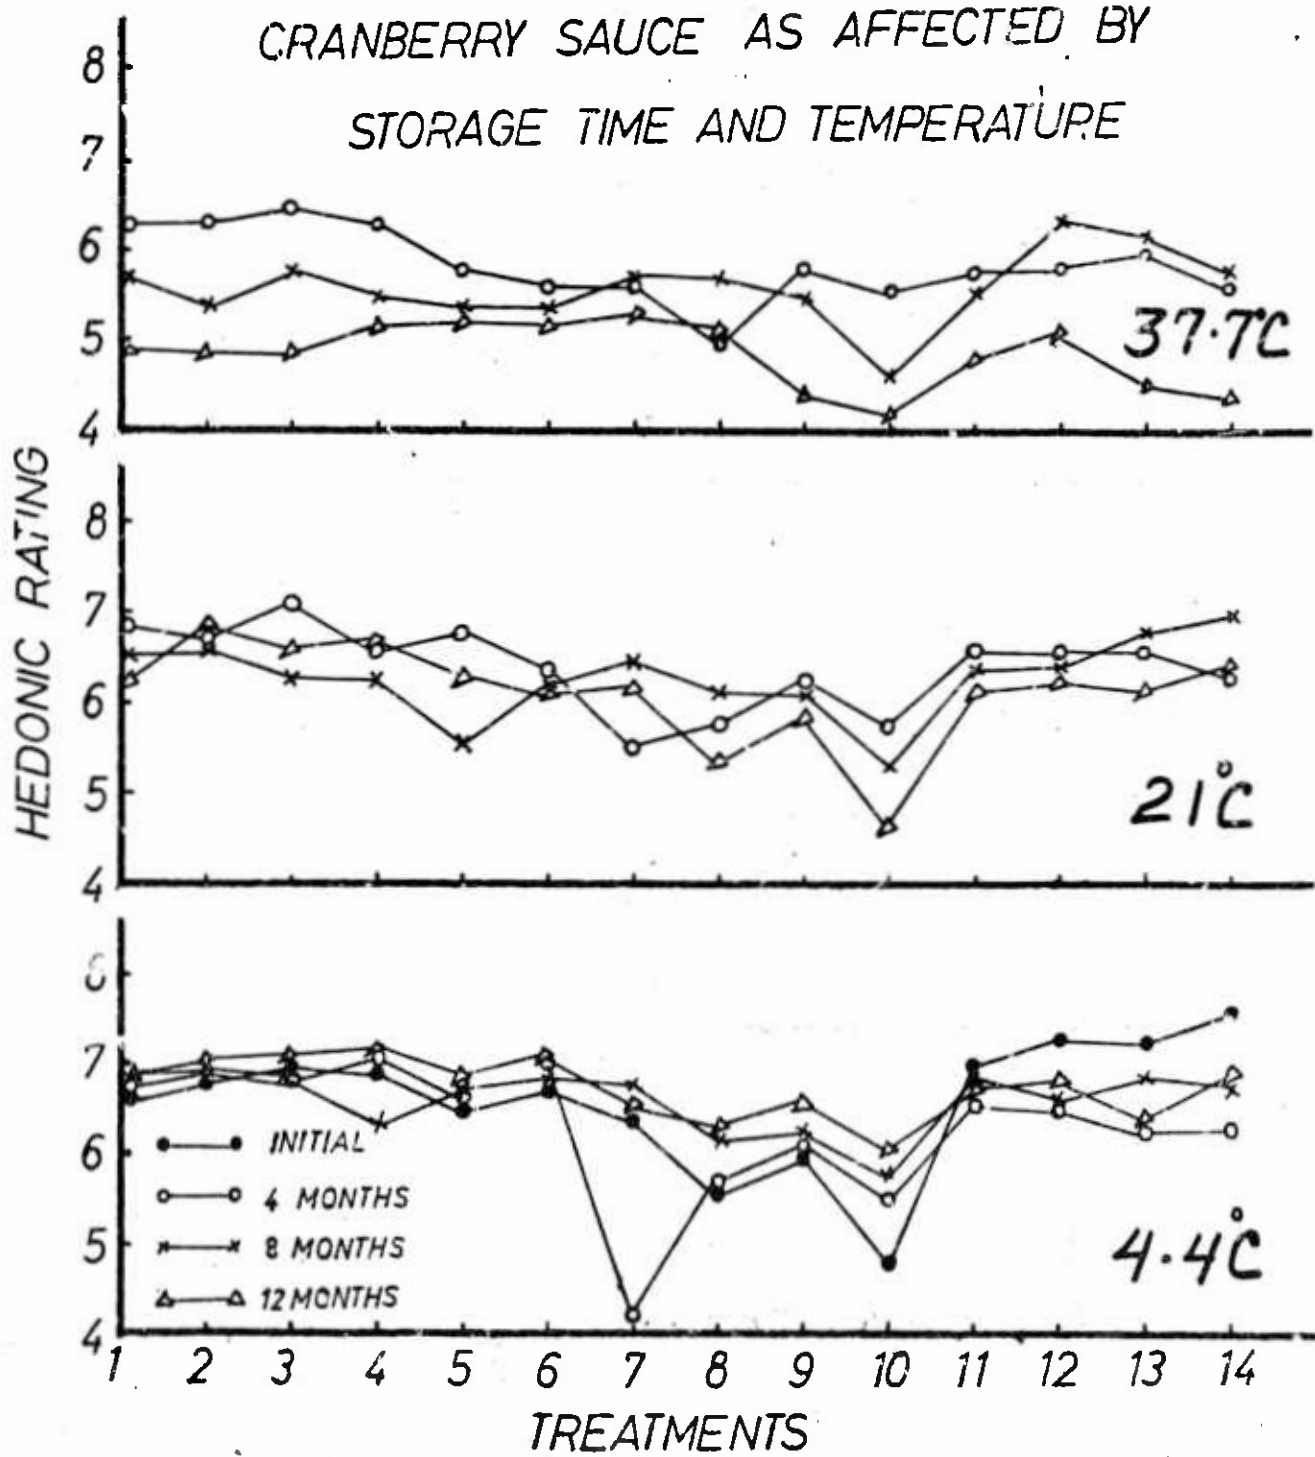 CRANBERRY SAUCE AS AFFECTED BY
STORAGE TIME AND TEMPERATURE
HEDONIC RATING
8
7
6
5
4
37.7°C
8
7
6
5
4
21°C
8
7
6
5
4
INITIAL
4 MONTHS
8 MONTHS
12 MONTHS
4.4°C
1 2 3 4 5 6 7 8 9 10 11 12 13 14
TREATMENTS